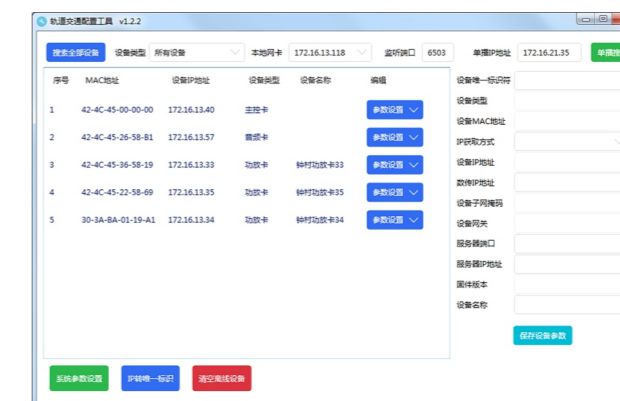 轨道交通配置工具 v1.2.2
搜索全部设备 设备类型 所有设备 本地网卡 172.16.13.118 监听端口 6503 单播IP地址 172.16.21.35
序号 MAC地址 设备IP地址 设备类型 设备名称 编辑
1 42-4C-45-00-00-00 172.16.13.40 主控卡 参数设置
2 42-4C-45-26-58-B1 172.16.13.57 音频卡 参数设置
3 42-4C-45-36-58-19 172.16.13.33 功放卡 钟村功放卡33 参数设置
4 42-4C-45-22-58-69 172.16.13.35 功放卡 钟村功放卡35 参数设置
5 30-3A-BA-01-19-A1 172.16.13.34 功放卡 钟村功放卡34 参数设置
设备唯一标识符
设备类型
设备MAC地址
IP获取方式
设备IP地址
数传IP地址
设备子网掩码
设备网关
服务器端口
服务器IP地址
固件版本
设备名称
保存设备参数
系统参数设置 IP转唯一标识 清空离线设备